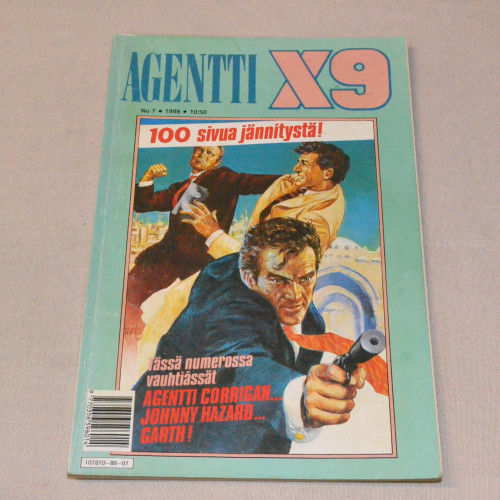 AGENTTI X9
No 7 • 1988 • 10:50
100 sivua jännitystä!
Tässä numerossa
vauhtiässät
AGENTTI CORRIGAN...
JOHNNY HAZARD...
GARTH!
107870-88-07